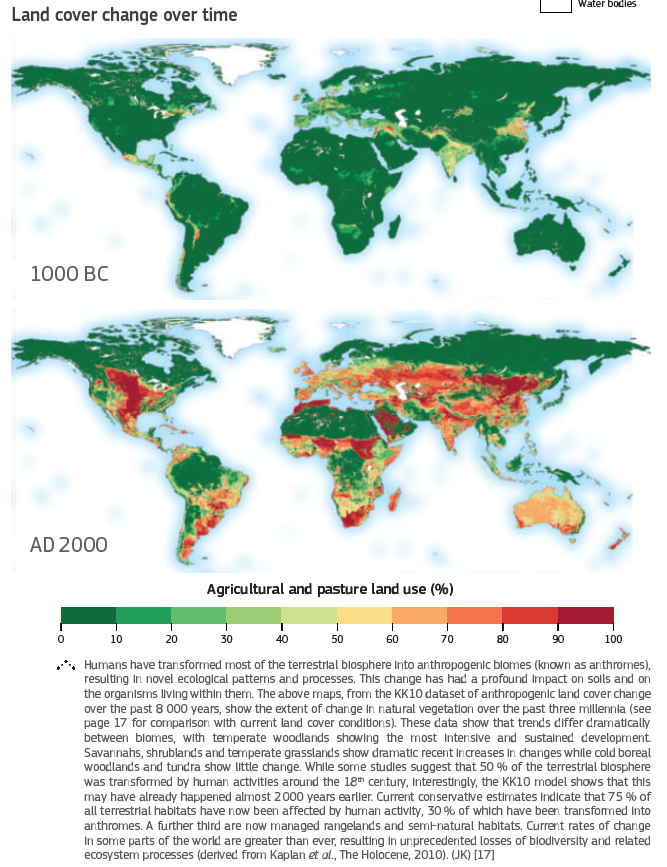 Water bodies
Land cover change over time
1000 BC
AD 2000
Agricultural and pasture land use (%)
0 10 20 30 40 50 60 70 80 90 100
Humans have transformed most of the terrestrial biosphere into anthropogenic biomes (known as anthromes),
resulting in novel ecological patterns and processes. This change has had a profound impact on soils and on
the organisms living within them. The above maps, from the KK10 dataset of anthropogenic land cover change
over the past 8 000 years, show the extent of change in natural vegetation over the past three millennia (see
page 17 for comparison with current land cover conditions). These data show that trends differ dramatically
between biomes, with temperate woodlands showing the most intensive and sustained development.
Savannahs, shrublands and temperate grasslands show dramatic recent increases in changes while cold boreal
woodlands and tundra show little change. While some studies suggest that 50 % of the terrestrial biosphere
was transformed by human activities around the 18th century, interestingly, the KK10 model shows that this
may have already happened almost 2 000 years earlier. Current conservative estimates indicate that 75 % of
all terrestrial habitats have now been affected by human activity, 30 % of which have been transformed into
anthromes. A further third are now managed rangelands and semi-natural habitats. Current rates of change
in some parts of the world are greater than ever, resulting in unprecedented losses of biodiversity and related
ecosystem processes (derived from Kaplan et al., The Holocene, 2010). (JK) [17]